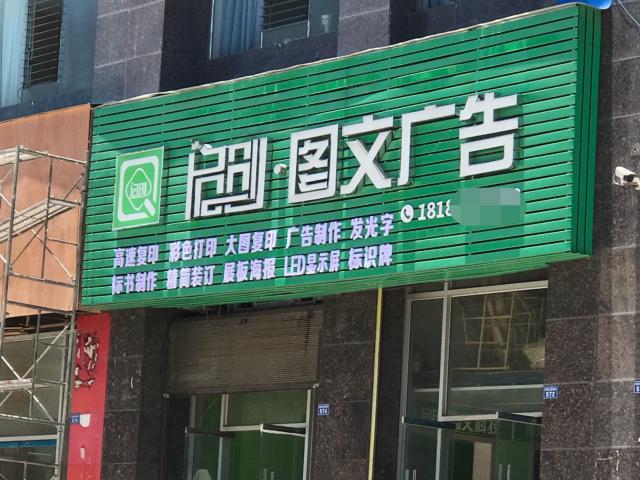 ·图文广告
1818
高速复印 彩色打印 大图复印 广告制作 发光字
标书制作 精简装订 展板海报 LED显示屏 标识牌
574
572